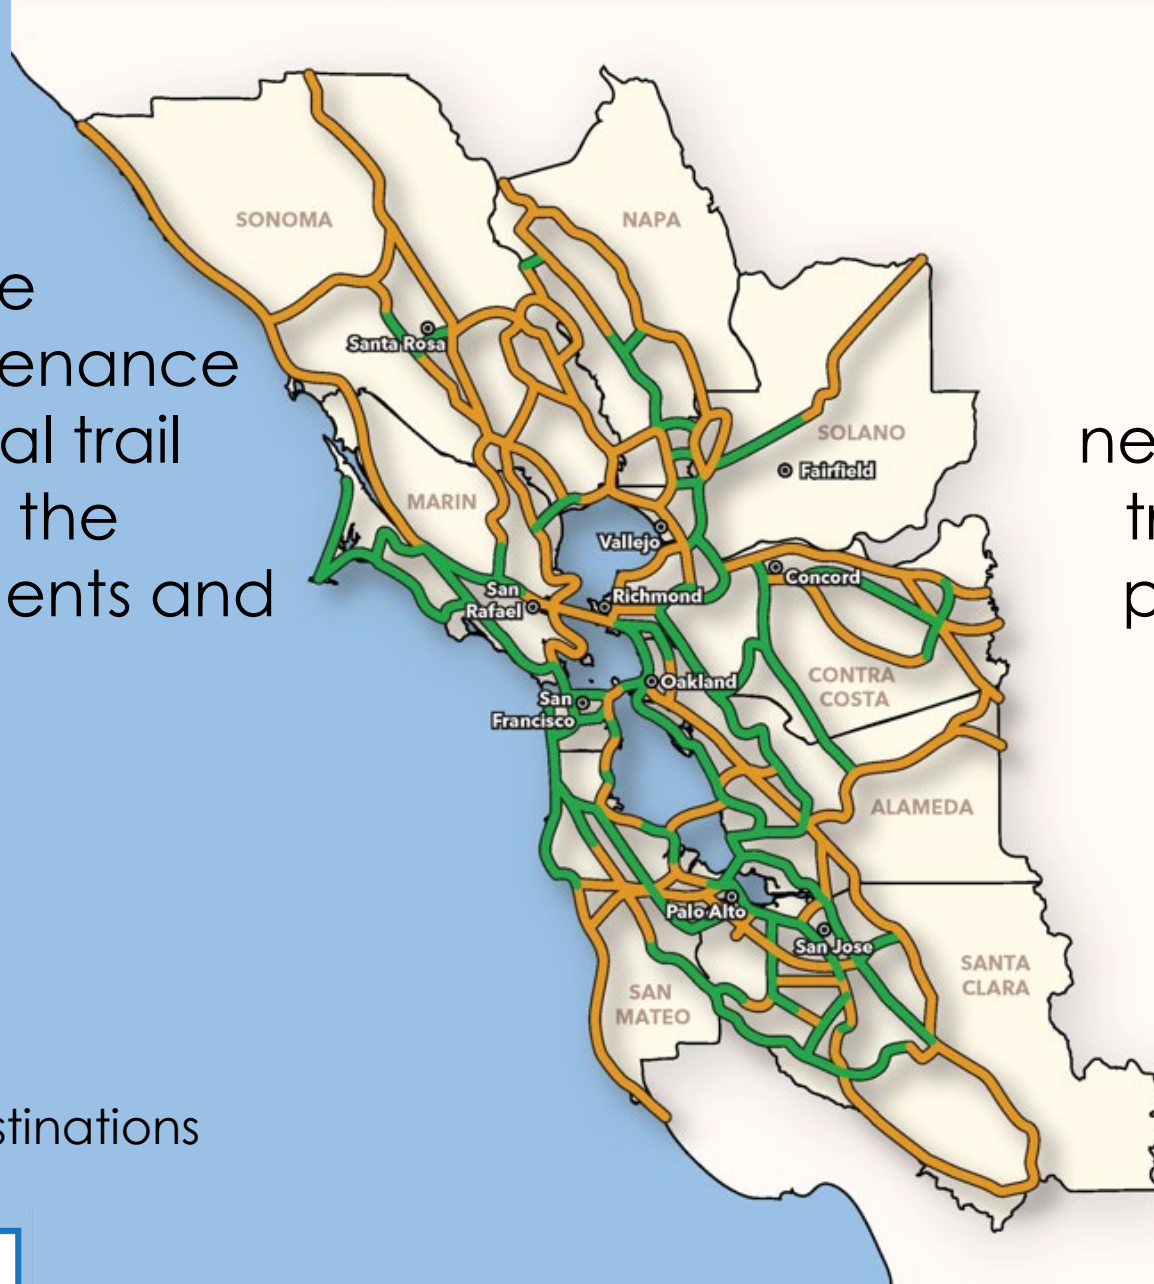 e
enance
al trail
the
ents and
stinations
ne
tr
p
SONOMA
NAPA
Santa Rosa
SOLANO
Fairfield
MARIN
Vallejo
Concord
San
Rafael
Richmond
CONTRA
COSTA
Oakland
San
Francisco
ALAMEDA
Palo Alto
San Jose
SANTA
CLARA
SAN
MATEO